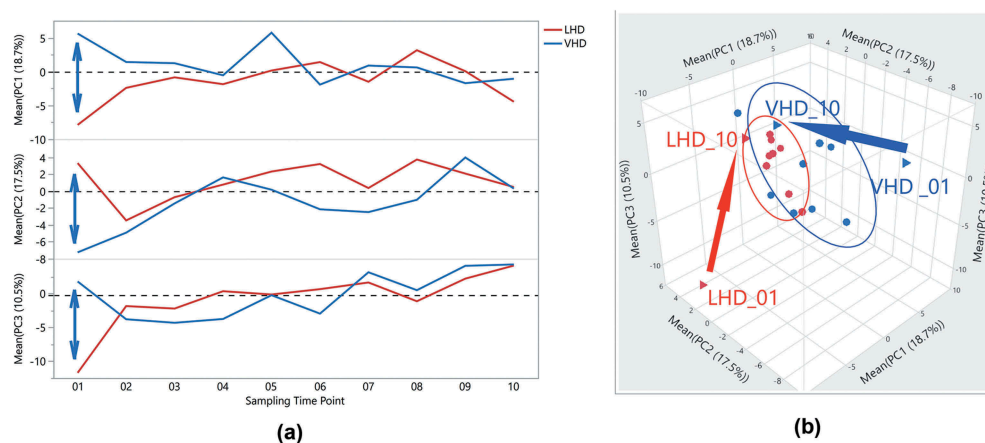 LHD
VHD
Mean(PC1 (18.7%))
5
0
-5
-10
Mean(PC2 (17.5%))
4
2
0
-2
-4
-6
-8
Mean(PC3 (10.5%))
0
-5
-10
01 02 03 04 05 06 07 08 09 10
Sampling Time Point
(a)
Mean(PC1 (18.7%))
Mean(PC2 (17.5%))
Mean(PC3 (10.5%))
VHD_10
LHD_10
VHD_01
LHD_01
Mean(PC2 (17.5%))
Mean(PC1 (18.7%))
(b)